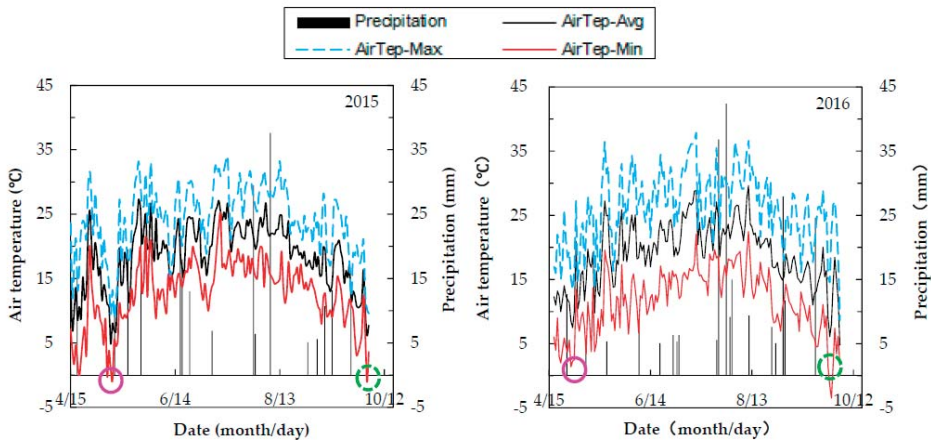 Precipitation AirTep-Avg
AirTep-Max AirTep-Min
45 45
35 35
25 25
15 15
5 5
-5 -5
2015
Air temperature (℃)
Precipitation (mm)
4/15 6/14 8/13 10/12
Date (month/day)
45 45
35 35
25 25
15 15
5 5
-5 -5
2016
Air temperature（℃）
Precipitation（mm）
4/15 6/14 8/13 10/12
Date（month/day）